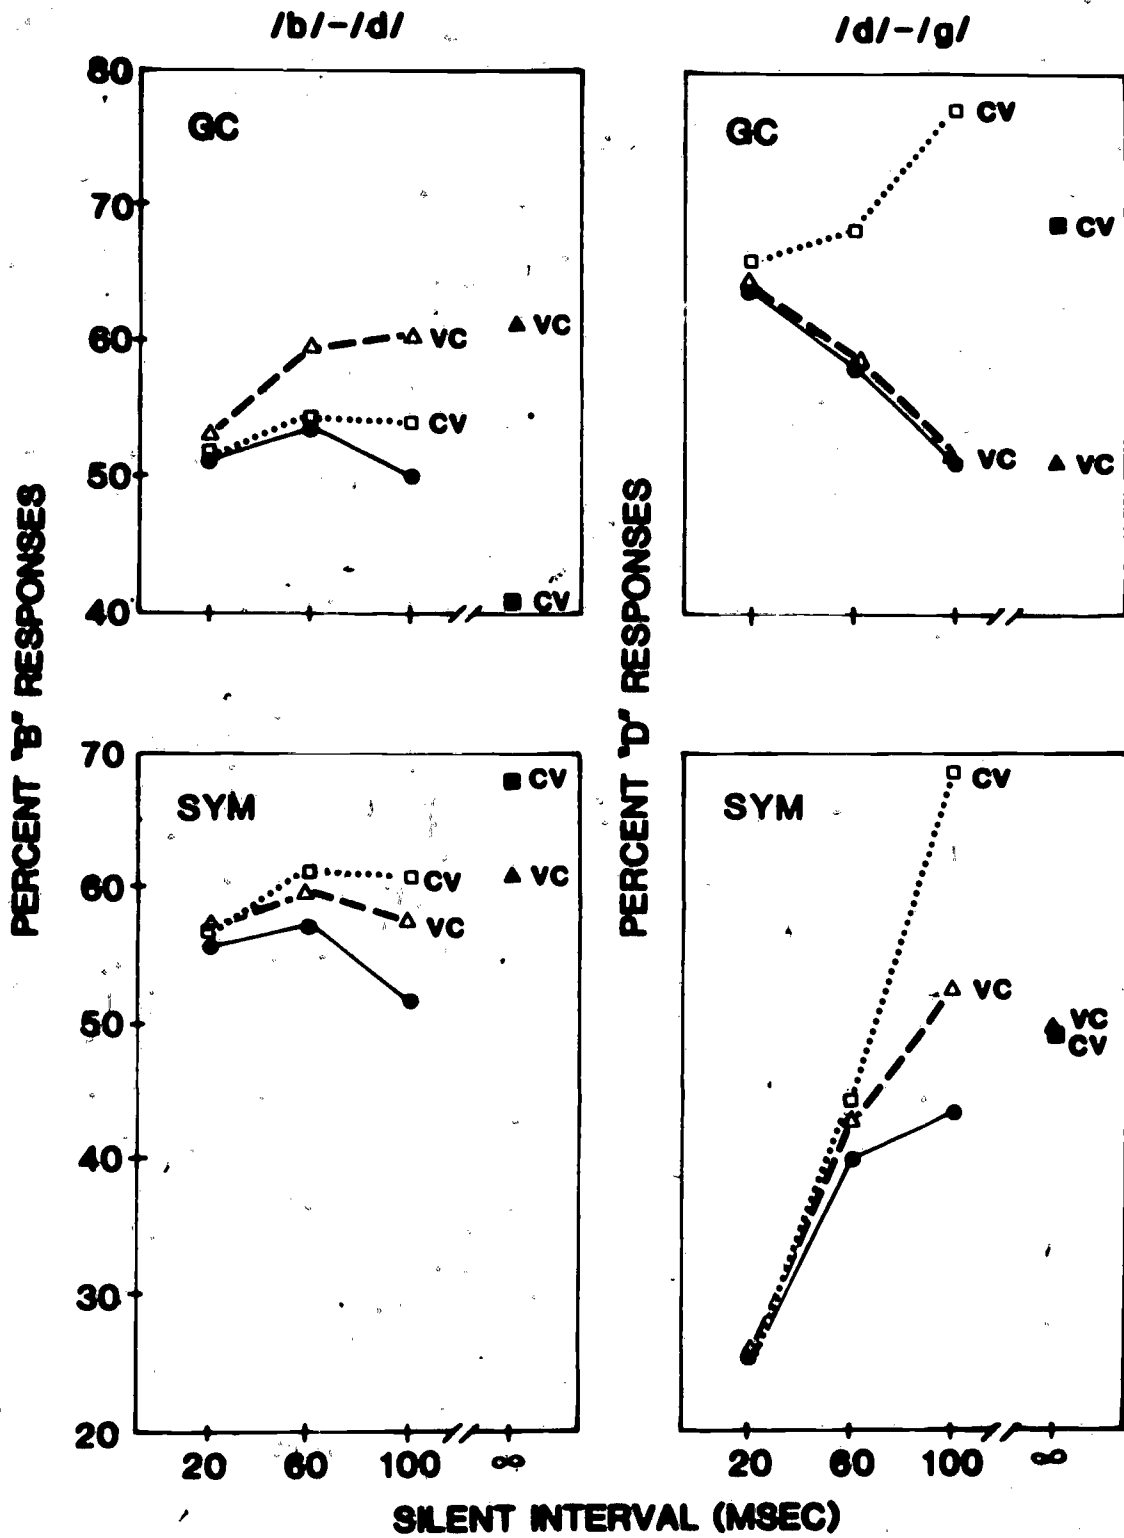 /b/-/d/ /d/-/g/
80
GC GC
CV
70
CV
60
VC VC
CV
50
VC VC
40
CV
PERCENT "B" RESPONSES
PERCENT "D" RESPONSES
70
SYM SYM
CV CV
60
CV VC
VC
VC
50
VC
CV
40
30
20
20 60 100 ∞ 20 60 100 ∞
SILENT INTERVAL (MSEC)